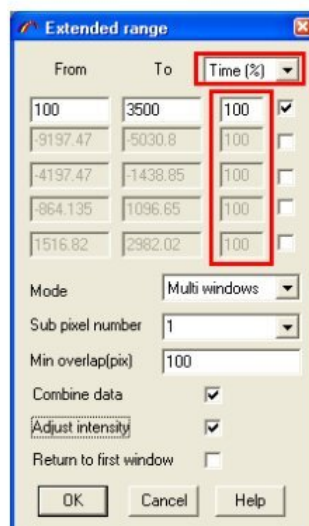 Extended range
From To Time (%)
100 3500 100
-9197.47 -5030.8 100
-4197.47 -1438.85 100
-864.135 1096.65 100
1516.82 2982.02 100
Mode Multi windows
Sub pixel number 1
Min overlap(pix) 100
Combine data
Adjust intensity
Return to first window
OK Cancel Help